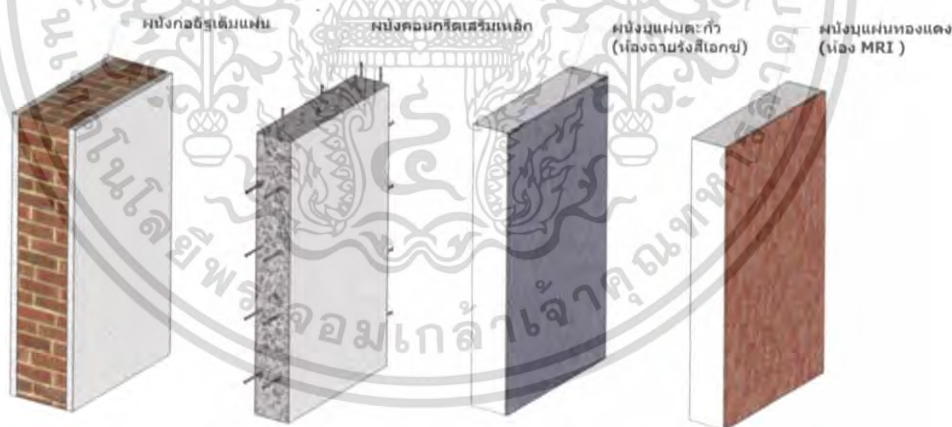 ผนังก่ออิฐเต็มแผ่น
ผนังคอนกรีตเสริมเหล็ก
ผนังบุแผ่นตะกั่ว
(ห้องฉายรังสีเอกซ์)
ผนังบุแผ่นทองแดง
(ห้อง MRI )